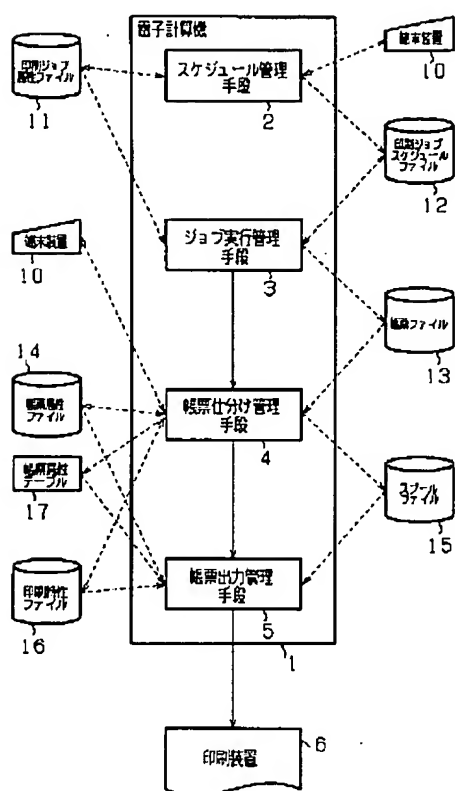 電子計算機
印刷ジョブ
属性ファイル
11
スケジュール管理
手段
2
端末装置
10
印刷ジョブ
スケジュール
ファイル
12
端末装置
10
ジョブ実行管理
手段
3
帳票ファイル
13
14
帳票属性
ファイル
帳票仕分け管理
手段
4
帳票属性
テーブル
17
スプール
ファイル
15
印刷属性
ファイル
16
帳票出力管理
手段
5
1
印刷装置
6